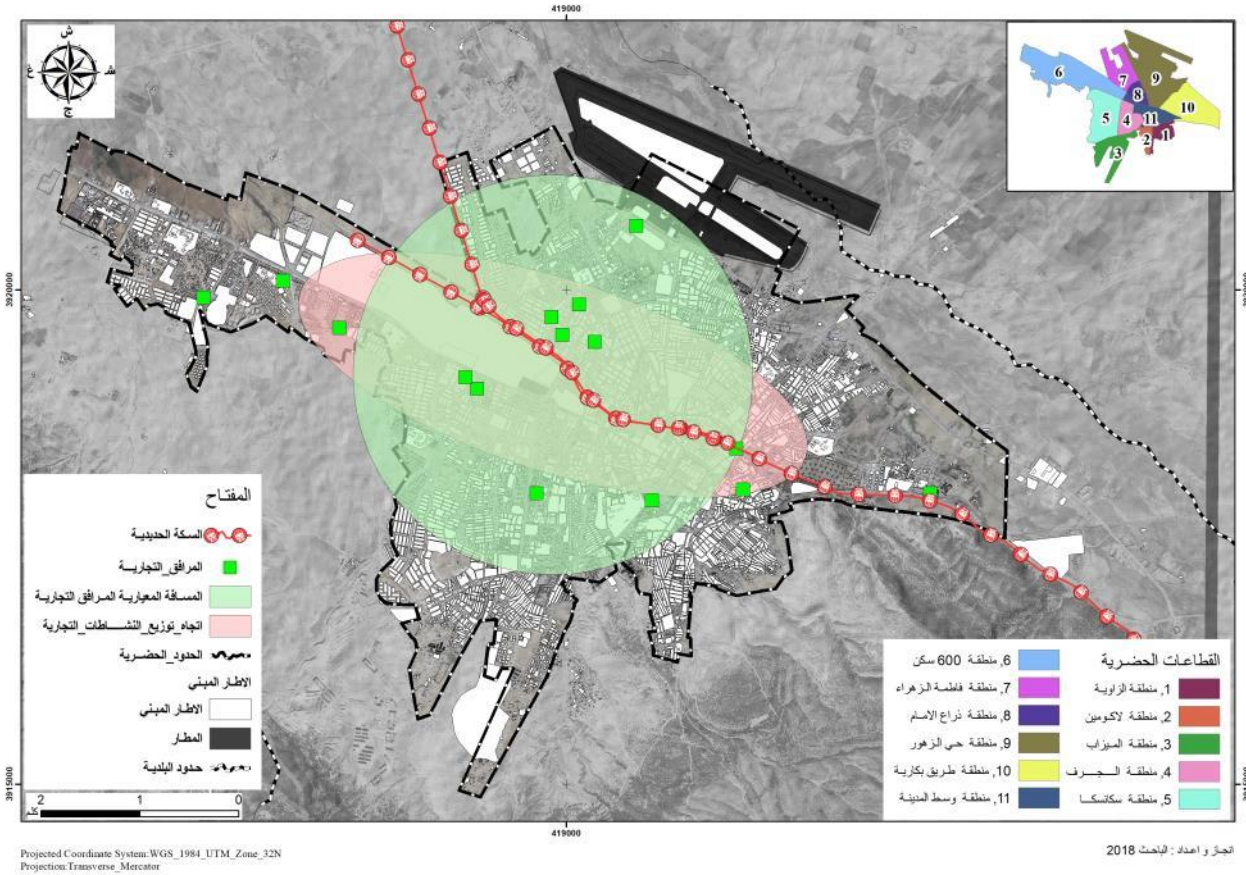 419000
ش
غ
ش
ج
6
7
9
8
10
5
4
11
1
2
3
3920000
3920000
المفتاح
السكة الحديدية
المرافق_التجارية
المسافة المعيارية المرافق التجارية
اتجاه_توزيع_النشاطات_التجارية
الحدود_الحضرية
الاطار المبني
الاطار المبني
المطار
حدود البلدية
2 1 0
كلم
القطاعات الحضرية
1, منطقة الزاوية
2, منطقة لاكومين
3, منطقة الميزاب
4, منطقة الجرف
5, منطقة سكانسكا
6, منطقة 600 سكن
7, منطقة فاطمة الزهراء
8, منطقة ذراع الامام
9, منطقة حي الزهور
10, منطقة طريق بكارية
11, منطقة وسط المدينة
3915000
419000
Projected Coordinate System:WGS_1984_UTM_Zone_32N
Projection:Transverse_Mercator
انجاز و اعداد : الباحث 2018